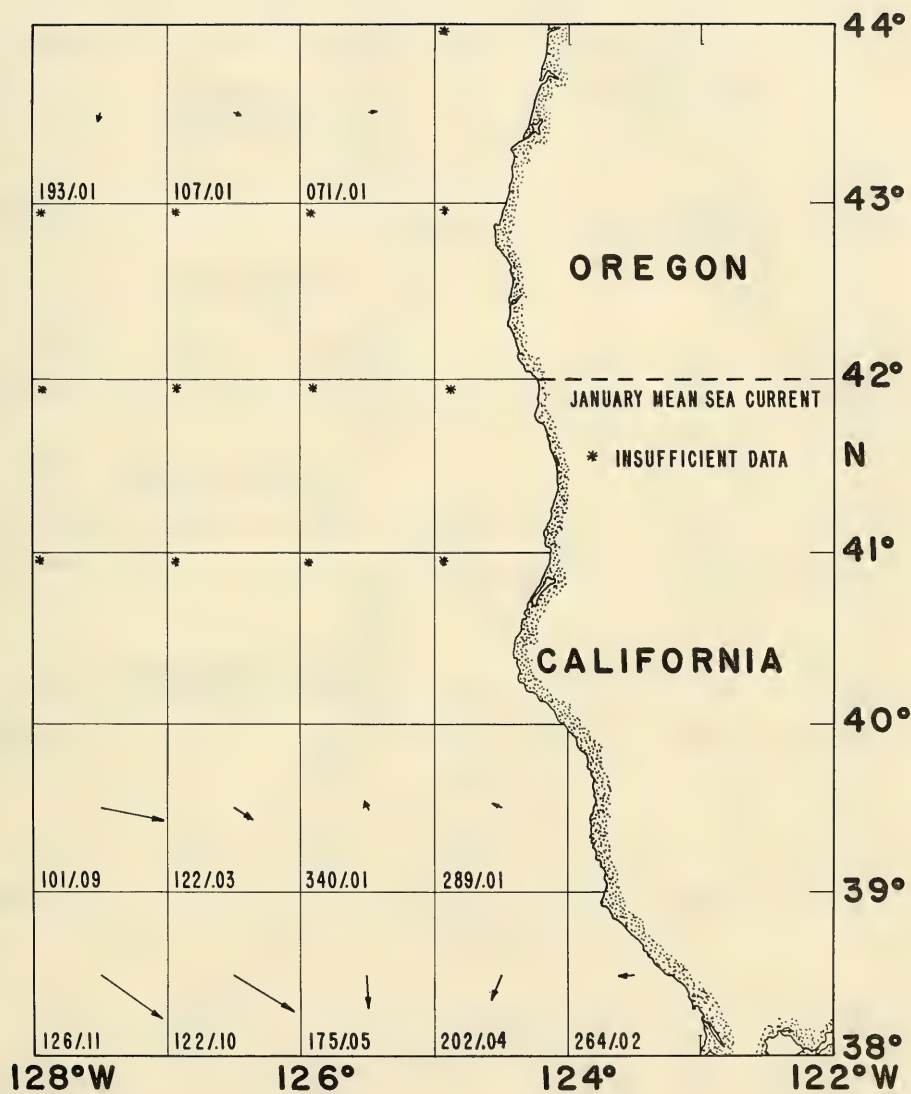 44°
193/.01 107/.01 071/.01
43°
* * * *
OREGON
42°
* * * *
JANUARY MEAN SEA CURRENT
* INSUFFICIENT DATA
N
41°
* * * *
CALIFORNIA
40°
101/.09 122/.03 340/.01 289/.01
39°
126/.11 122/.10 175/.05 202/.04 264/.02
38°
128°W 126° 124° 122°W